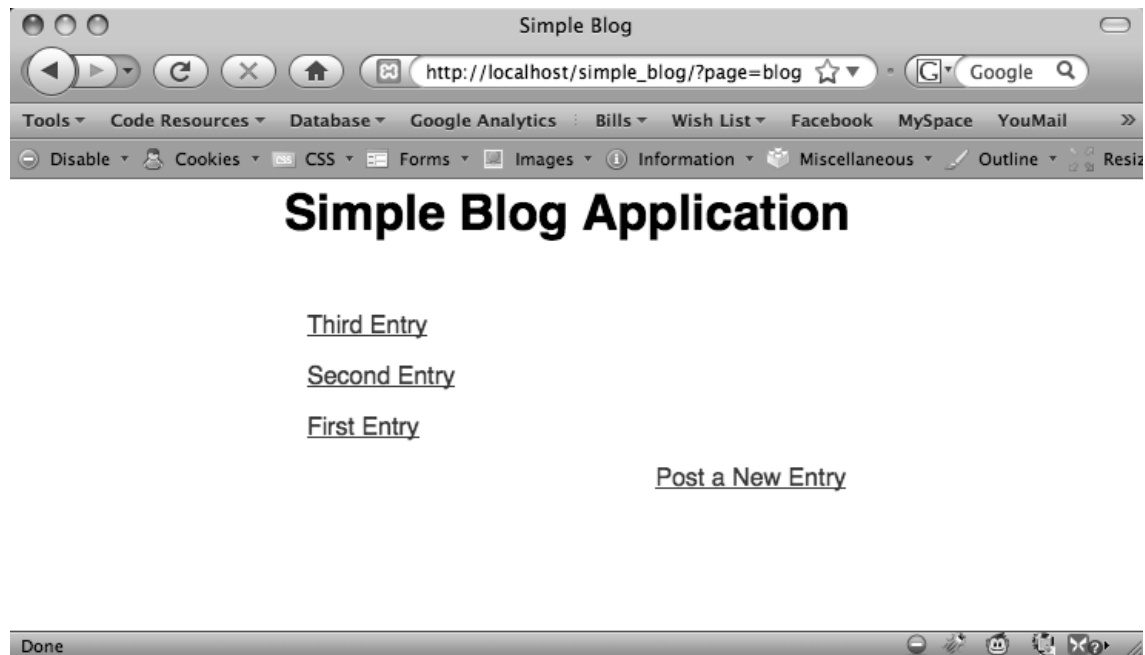 Simple Blog
http://localhost/simple_blog/?page=blog G Google
Tools Code Resources Database Google Analytics Bills Wish List Facebook MySpace YouMail »
Disable Cookies CSS Forms Images Information Miscellaneous Outline Resiz
Simple Blog Application
Third Entry
Second Entry
First Entry
Post a New Entry
Done